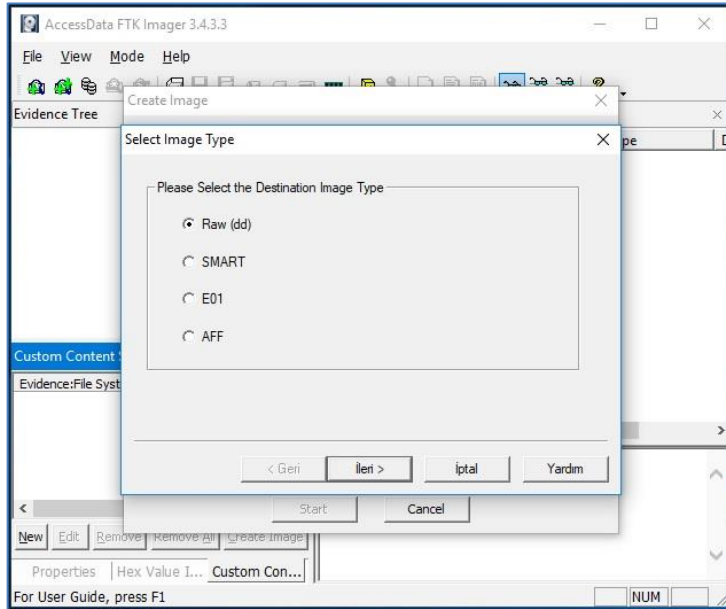 AccessData FTK Imager 3.4.3.3
File View Mode Help
Evidence Tree
Create Image
Select Image Type
pe
Please Select the Destination Image Type
Raw (dd)
SMART
E01
AFF
Custom Content
Evidence:File Syst
< Geri İleri > İptal Yardım
Start Cancel
New Edit Remove Remove All Create Image
Properties Hex Value I... Custom Con...
For User Guide, press F1 NUM